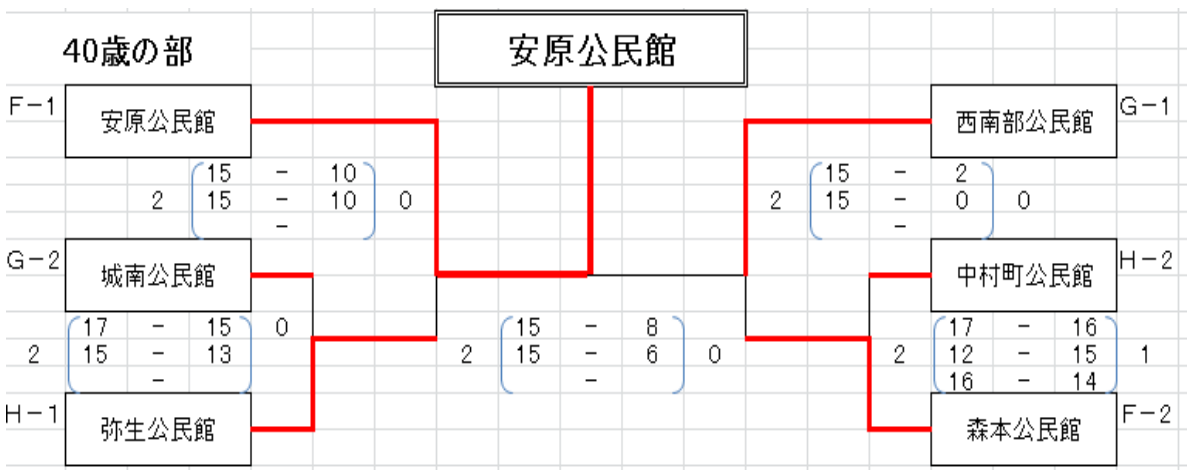 40歳の部
安原公民館
F-1
安原公民館
西南部公民館
G-1
15 - 10
15 - 2
2 15 - 10 0
2 15 - 0 0
-
-
G-2
城南公民館
中村町公民館
H-2
17 - 15 0
15 - 8
17 - 16
2 15 - 13
2 15 - 6 0
2 12 - 15 1
-
-
16 - 14
H-1
弥生公民館
森本公民館
F-2